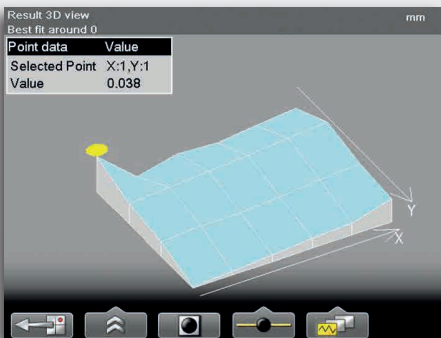 Result 3D view
mm
Best fit around 0
Point data Value
Selected Point X:1,Y:1
Value 0.038
Y
X